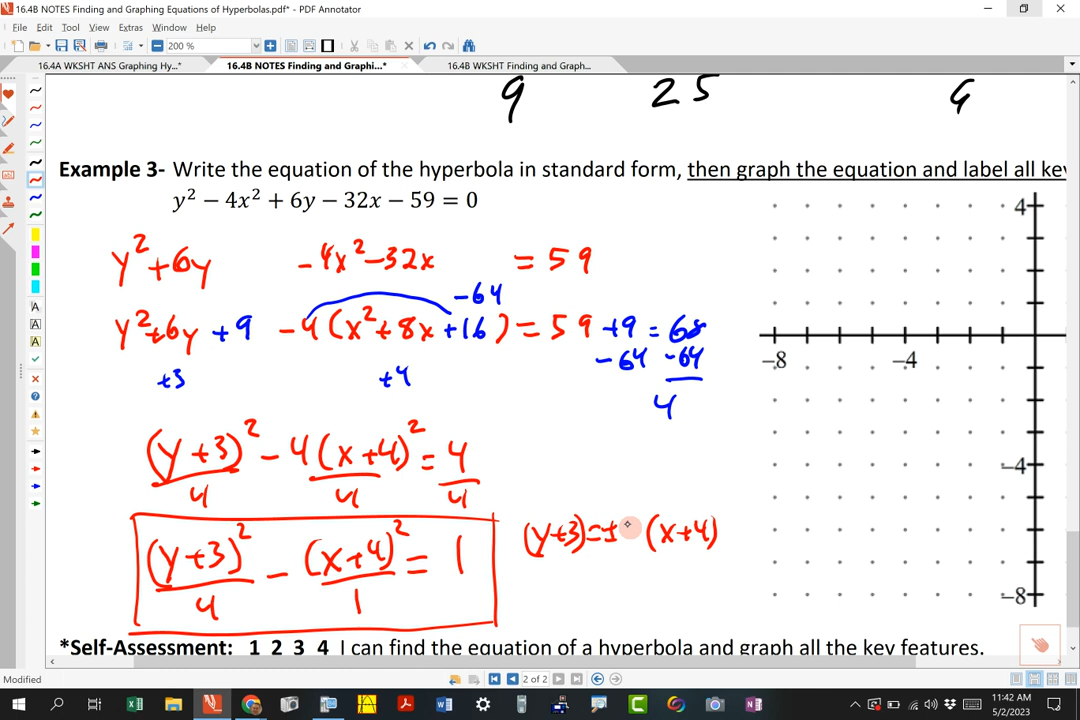 16.4B NOTES Finding and Graphing Equations of Hyperbolas.pdf* - PDF Annotator
File Edit Tool View Extras Window Help
200 %
16.4A WKSHT ANS Graphing Hy...* 16.4B NOTES Finding and Graphi...* 16.4B WKSHT Finding and Graph...
9 25 9
Example 3- Write the equation of the hyperbola in standard form, then graph the equation and label all key
y² − 4x² + 6y − 32x − 59 = 0
y²+6y -4x²-32x = 59
-64
y²+6y +9 -4(x²+8x+16) = 59 +9 = 68
-64 -64
+3 +4
4
(y+3)²/4 - 4(x+4)²/4 = 4/4
(y+3)=± (x+4)
(y+3)²/4 - (x+4)²/1 = 1
4
−8 −4
−4
−8
*Self-Assessment: 1 2 3 4 I can find the equation of a hyperbola and graph all the key features.
Modified
2 of 2
11:42 AM
5/2/2023